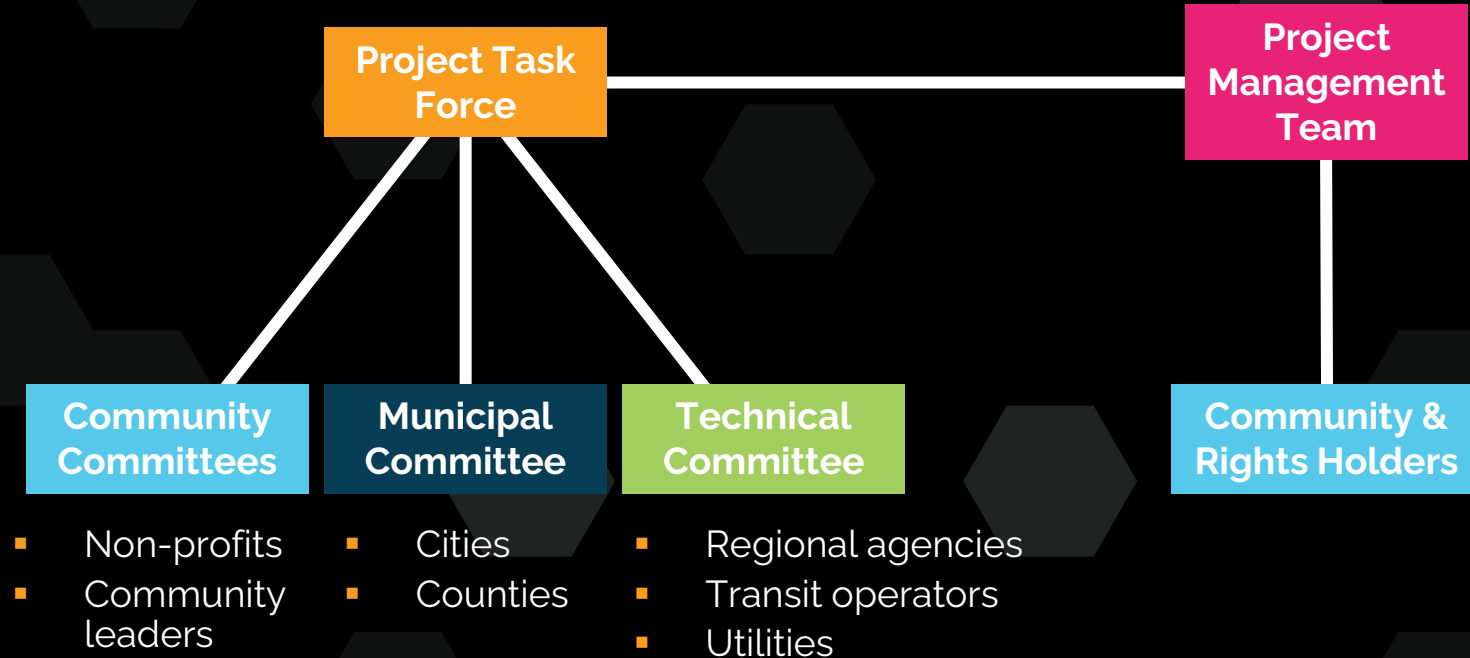 Project Task
Force
Project
Management
Team
Community
Committees
Municipal
Committee
Technical
Committee
Community &
Rights Holders
▪ Non-profits
▪ Community
leaders
▪ Cities
▪ Counties
▪ Regional agencies
▪ Transit operators
▪ Utilities